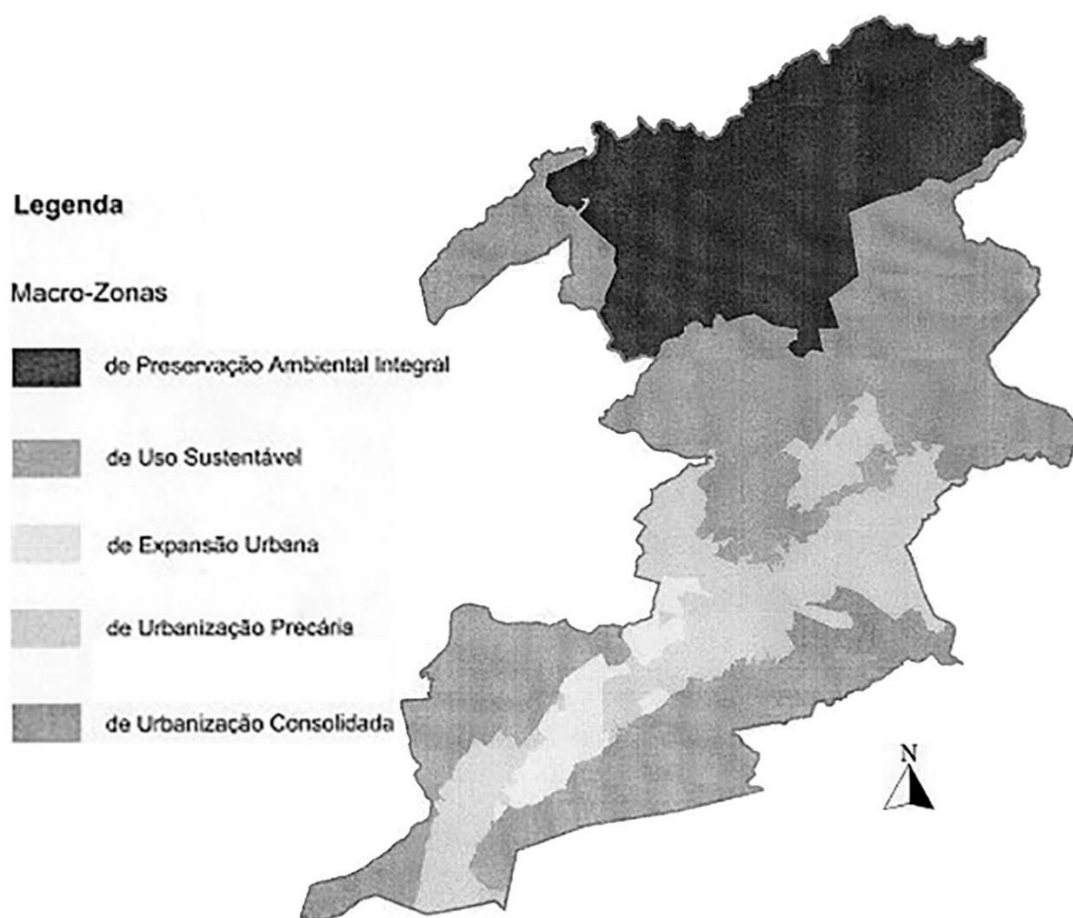 Legenda
Macro-Zonas
de Preservação Ambiental Integral
de Uso Sustentável
de Expansão Urbana
de Urbanização Precária
de Urbanização Consolidada
N